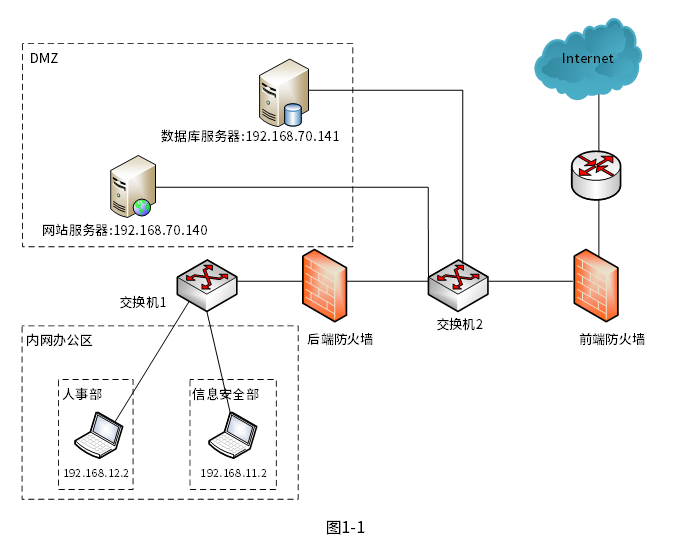 DMZ
Internet
数据库服务器:192.168.70.141
网站服务器:192.168.70.140
交换机1
后端防火墙
交换机2
前端防火墙
内网办公区
人事部
信息安全部
192.168.12.2
192.168.11.2
图1-1